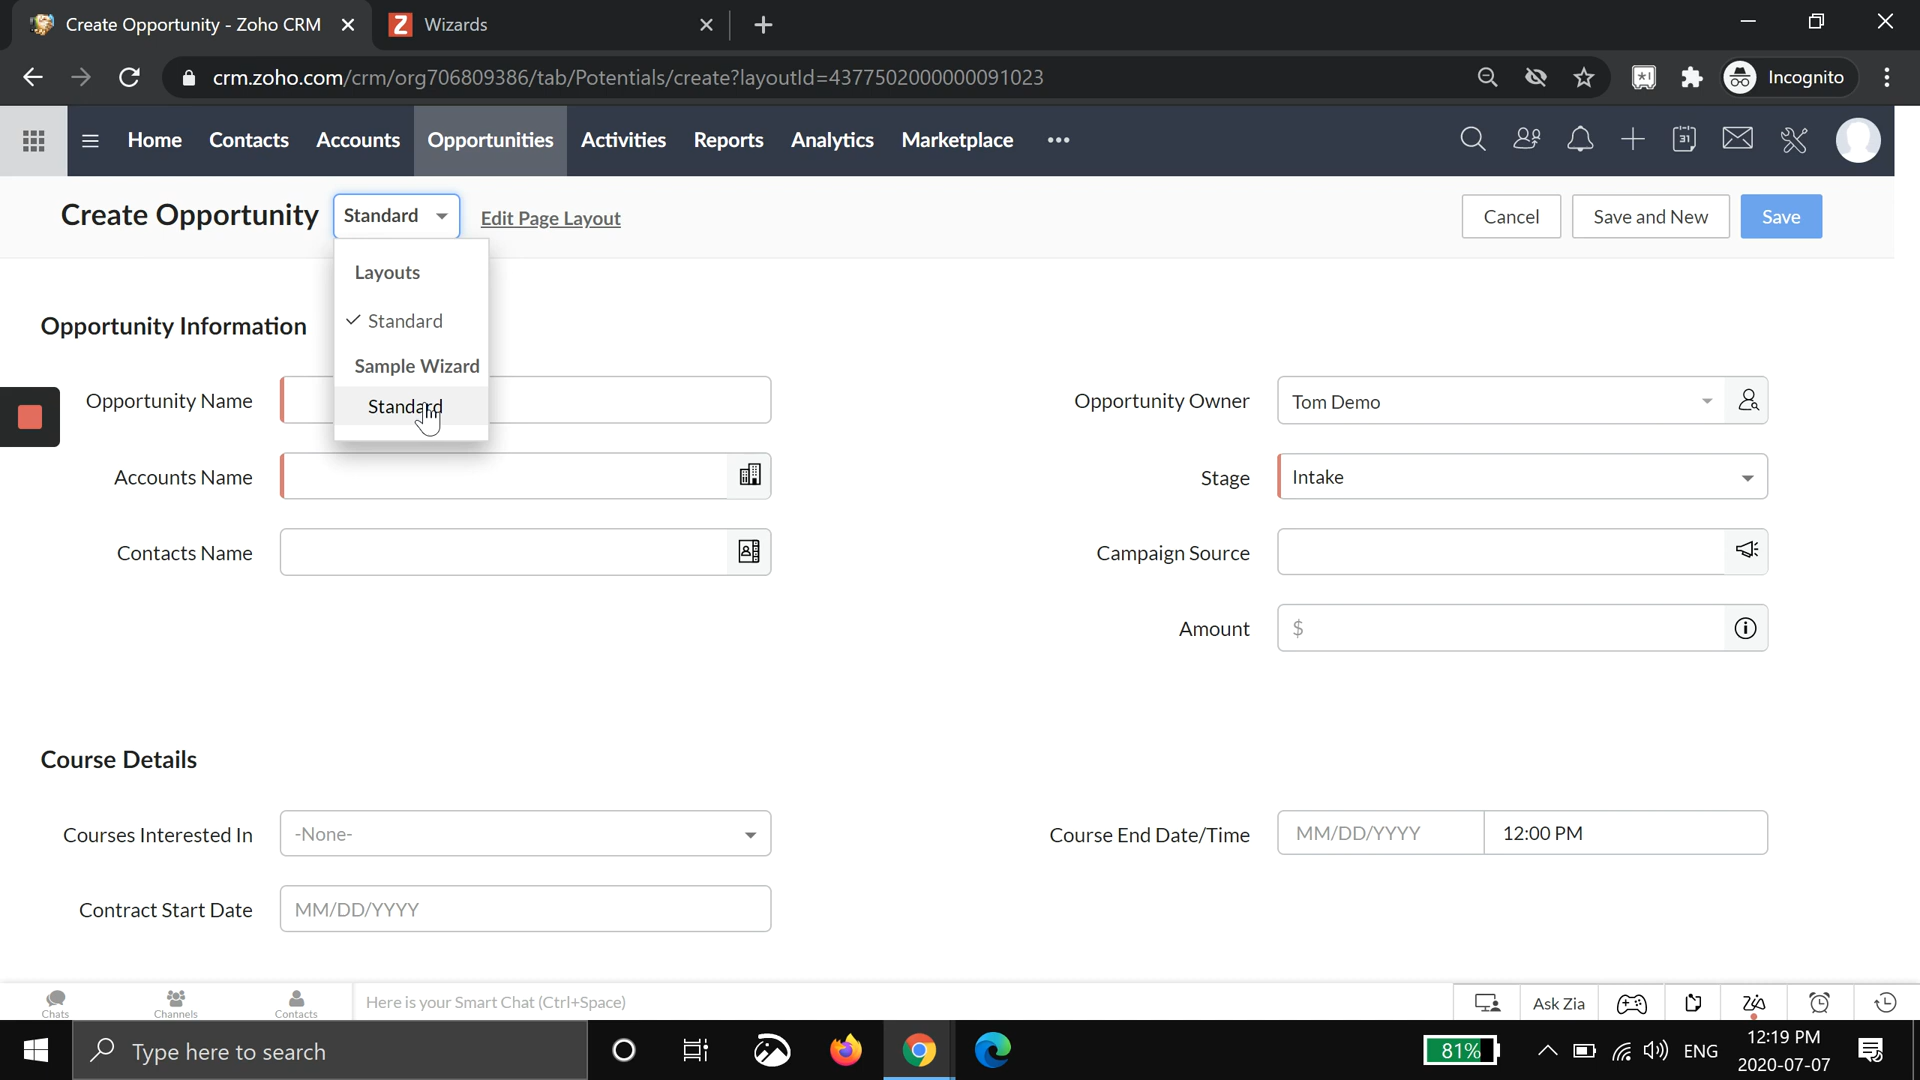 Create Opportunity - Zoho CRM
Wizards
crm.zoho.com/crm/org706809386/tab/Potentials/create?layoutId=4377502000000091023
Incognito
Home Contacts Accounts Opportunities Activities Reports Analytics Marketplace
31
Create Opportunity Standard Edit Page Layout Cancel Save and New Save
Layouts
Standard
Sample Wizard
Standard
Opportunity Information
Opportunity Name
Opportunity Owner Tom Demo
Accounts Name
Stage Intake
Contacts Name
Campaign Source
Amount $
Course Details
Courses Interested In -None-
Course End Date/Time MM/DD/YYYY 12:00 PM
Contract Start Date MM/DD/YYYY
Chats Channels Contacts Here is your Smart Chat (Ctrl+Space) Ask Zia
Type here to search
81%
ENG
12:19 PM
2020-07-07